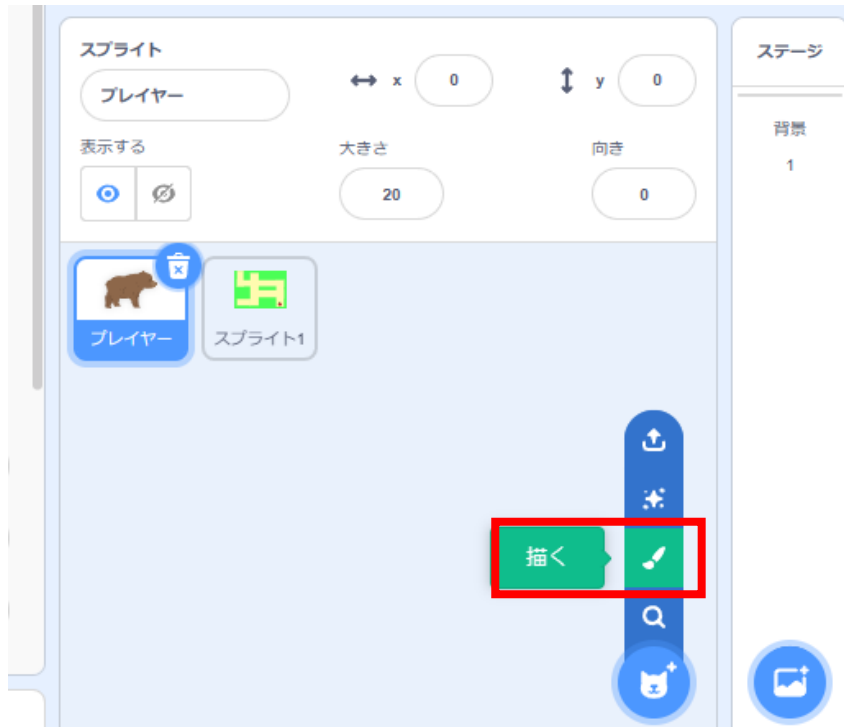 スプライト
プレイヤー
x 0
y 0
ステージ
表示する
大きさ
向き
20
0
背景
1
プレイヤー
スプライト1
描く